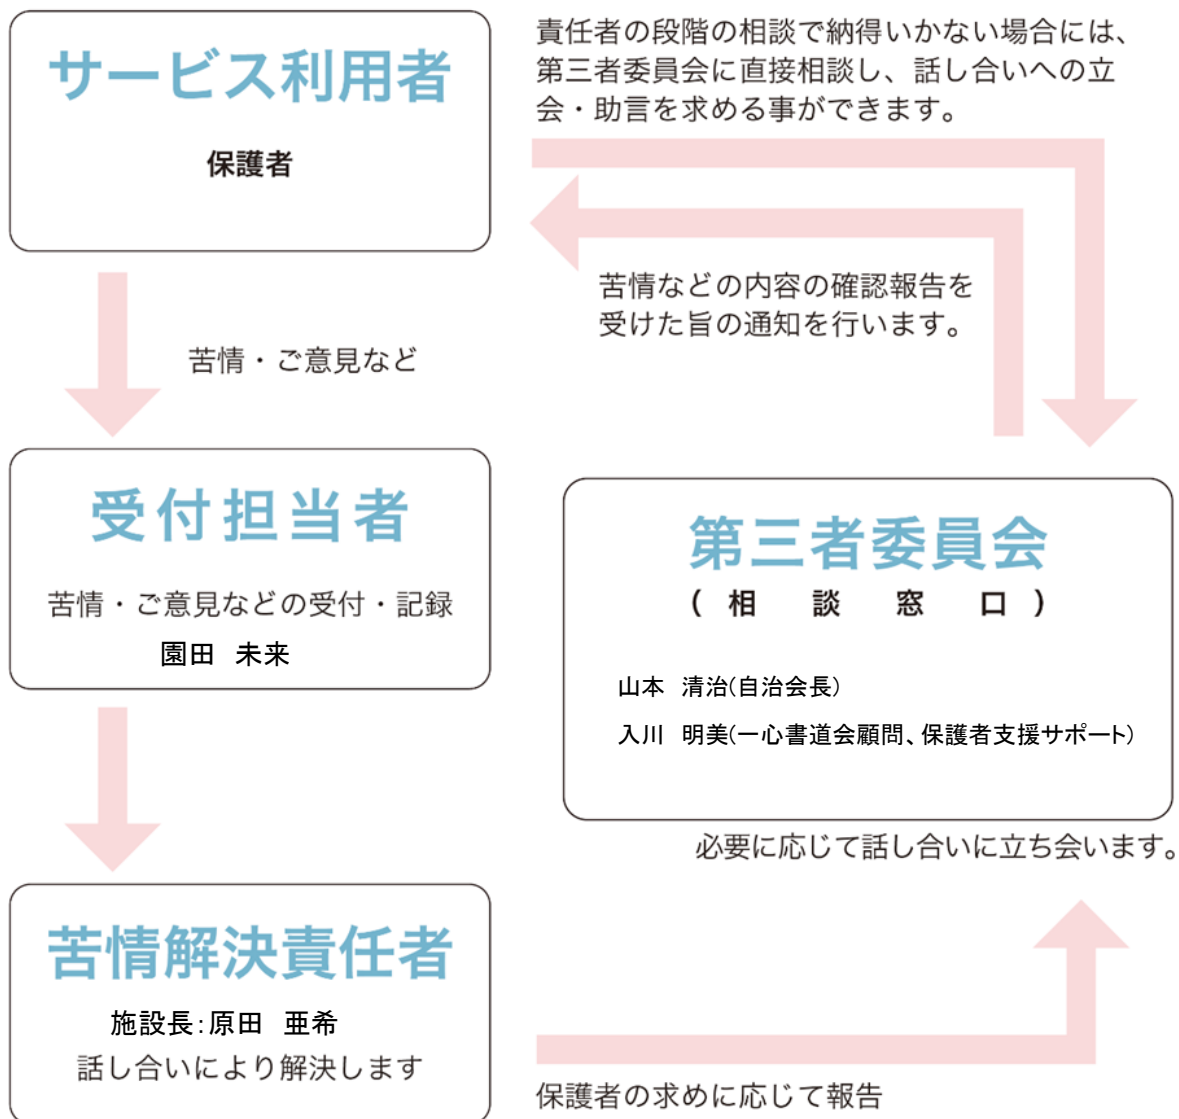 サービス利用者
保護者
責任者の段階の相談で納得いかない場合には、
第三者委員会に直接相談し、話し合いへの立
会・助言を求める事ができます。
苦情などの内容の確認報告を
受けた旨の通知を行います。
苦情・ご意見など
受付担当者
苦情・ご意見などの受付・記録
園田　未来
第三者委員会
(　相　談　窓　口　)
山本　清治(自治会長)
入川　明美(一心書道会顧問、保護者支援サポート)
必要に応じて話し合いに立ち会います。
苦情解決責任者
施設長:原田　亜希
話し合いにより解決します
保護者の求めに応じて報告